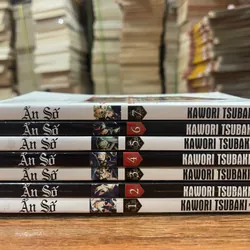 Ẩn Số 7 KAWORI TSUBAKI
Ẩn Số 6 KAWORI TSUBAKI
Ẩn Số 5 KAWORI TSUBAKI
Ẩn Số 4 KAWORI TSUBAKI
Ẩn Số 3 KAWORI TSUBAKI
Ẩn Số 2 KAWORI TSUBAKI
Ẩn Số 1 KAWORI TSUBAKI